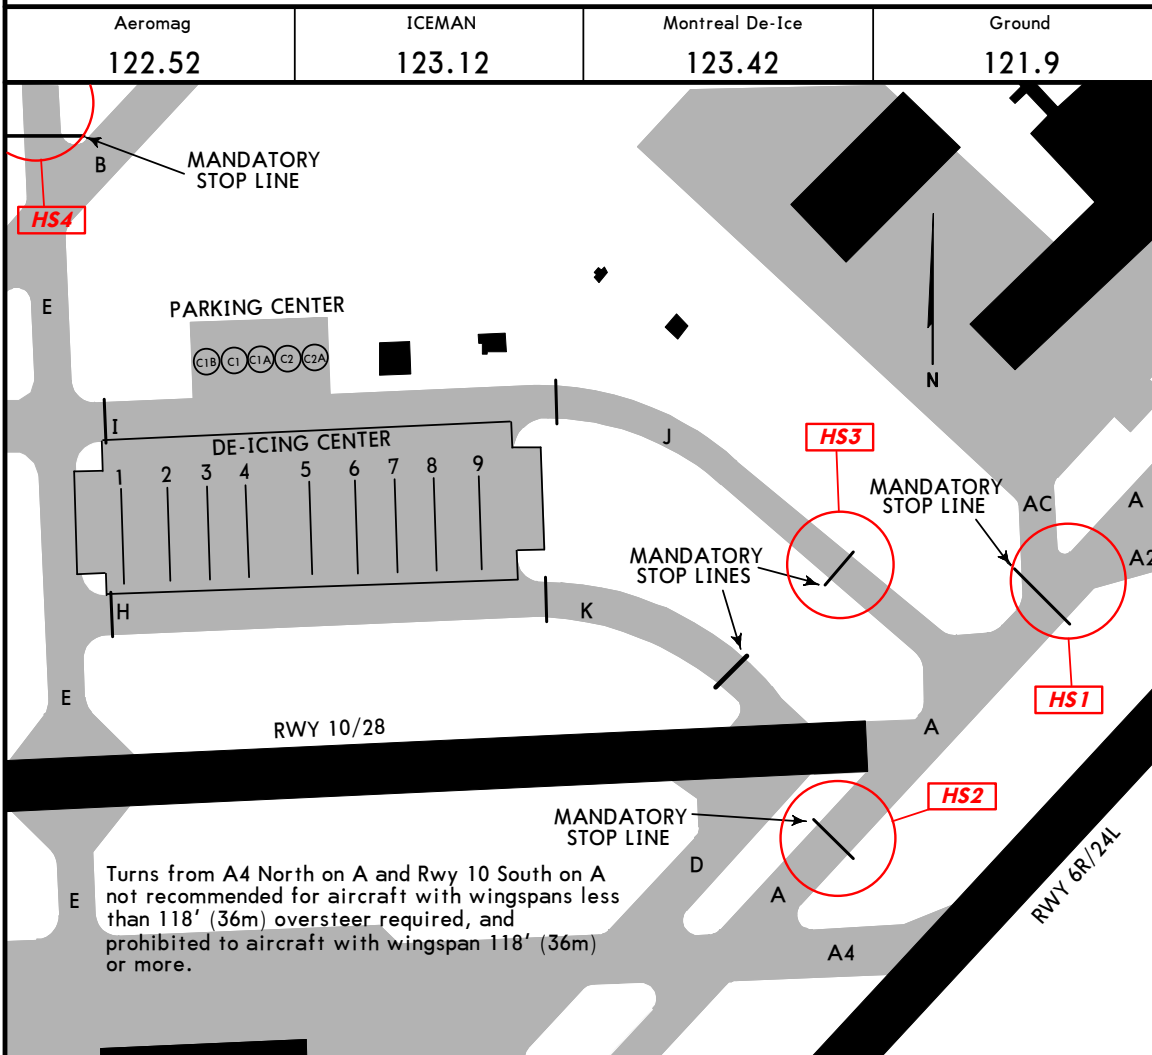 Aeromag
122.52
ICEMAN
123.12
Montreal De-Ice
123.42
Ground
121.9
B
MANDATORY
STOP LINE
HS4
E
PARKING CENTER
C1B
C1
C1A
C2
C2A
N
I
DE-ICING CENTER
1
2
3
4
5
6
7
8
9
J
HS3
MANDATORY
STOP LINE
AC
A
A2
MANDATORY
STOP LINES
H
K
E
HS1
RWY 10/28
A
HS2
MANDATORY
STOP LINE
D
A
RWY 6R/24L
E
Turns from A4 North on A and Rwy 10 South on A
not recommended for aircraft with wingspans less
than 118' (36m) oversteer required, and
prohibited to aircraft with wingspan 118' (36m)
or more.
A4